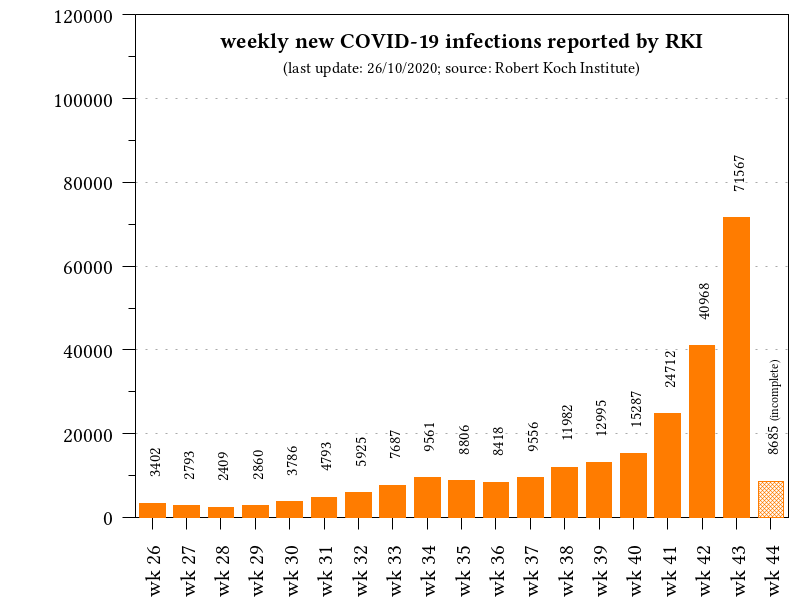 weekly new COVID-19 infections reported by RKI
(last update: 26/10/2020; source: Robert Koch Institute)
120000
100000
80000
60000
40000
20000
0
3402
2793
2409
2860
3786
4793
5925
7687
9561
8806
8418
9556
11982
12995
15287
24712
40968
71567
8685 (incomplete)
wk 26
wk 27
wk 28
wk 29
wk 30
wk 31
wk 32
wk 33
wk 34
wk 35
wk 36
wk 37
wk 38
wk 39
wk 40
wk 41
wk 42
wk 43
wk 44